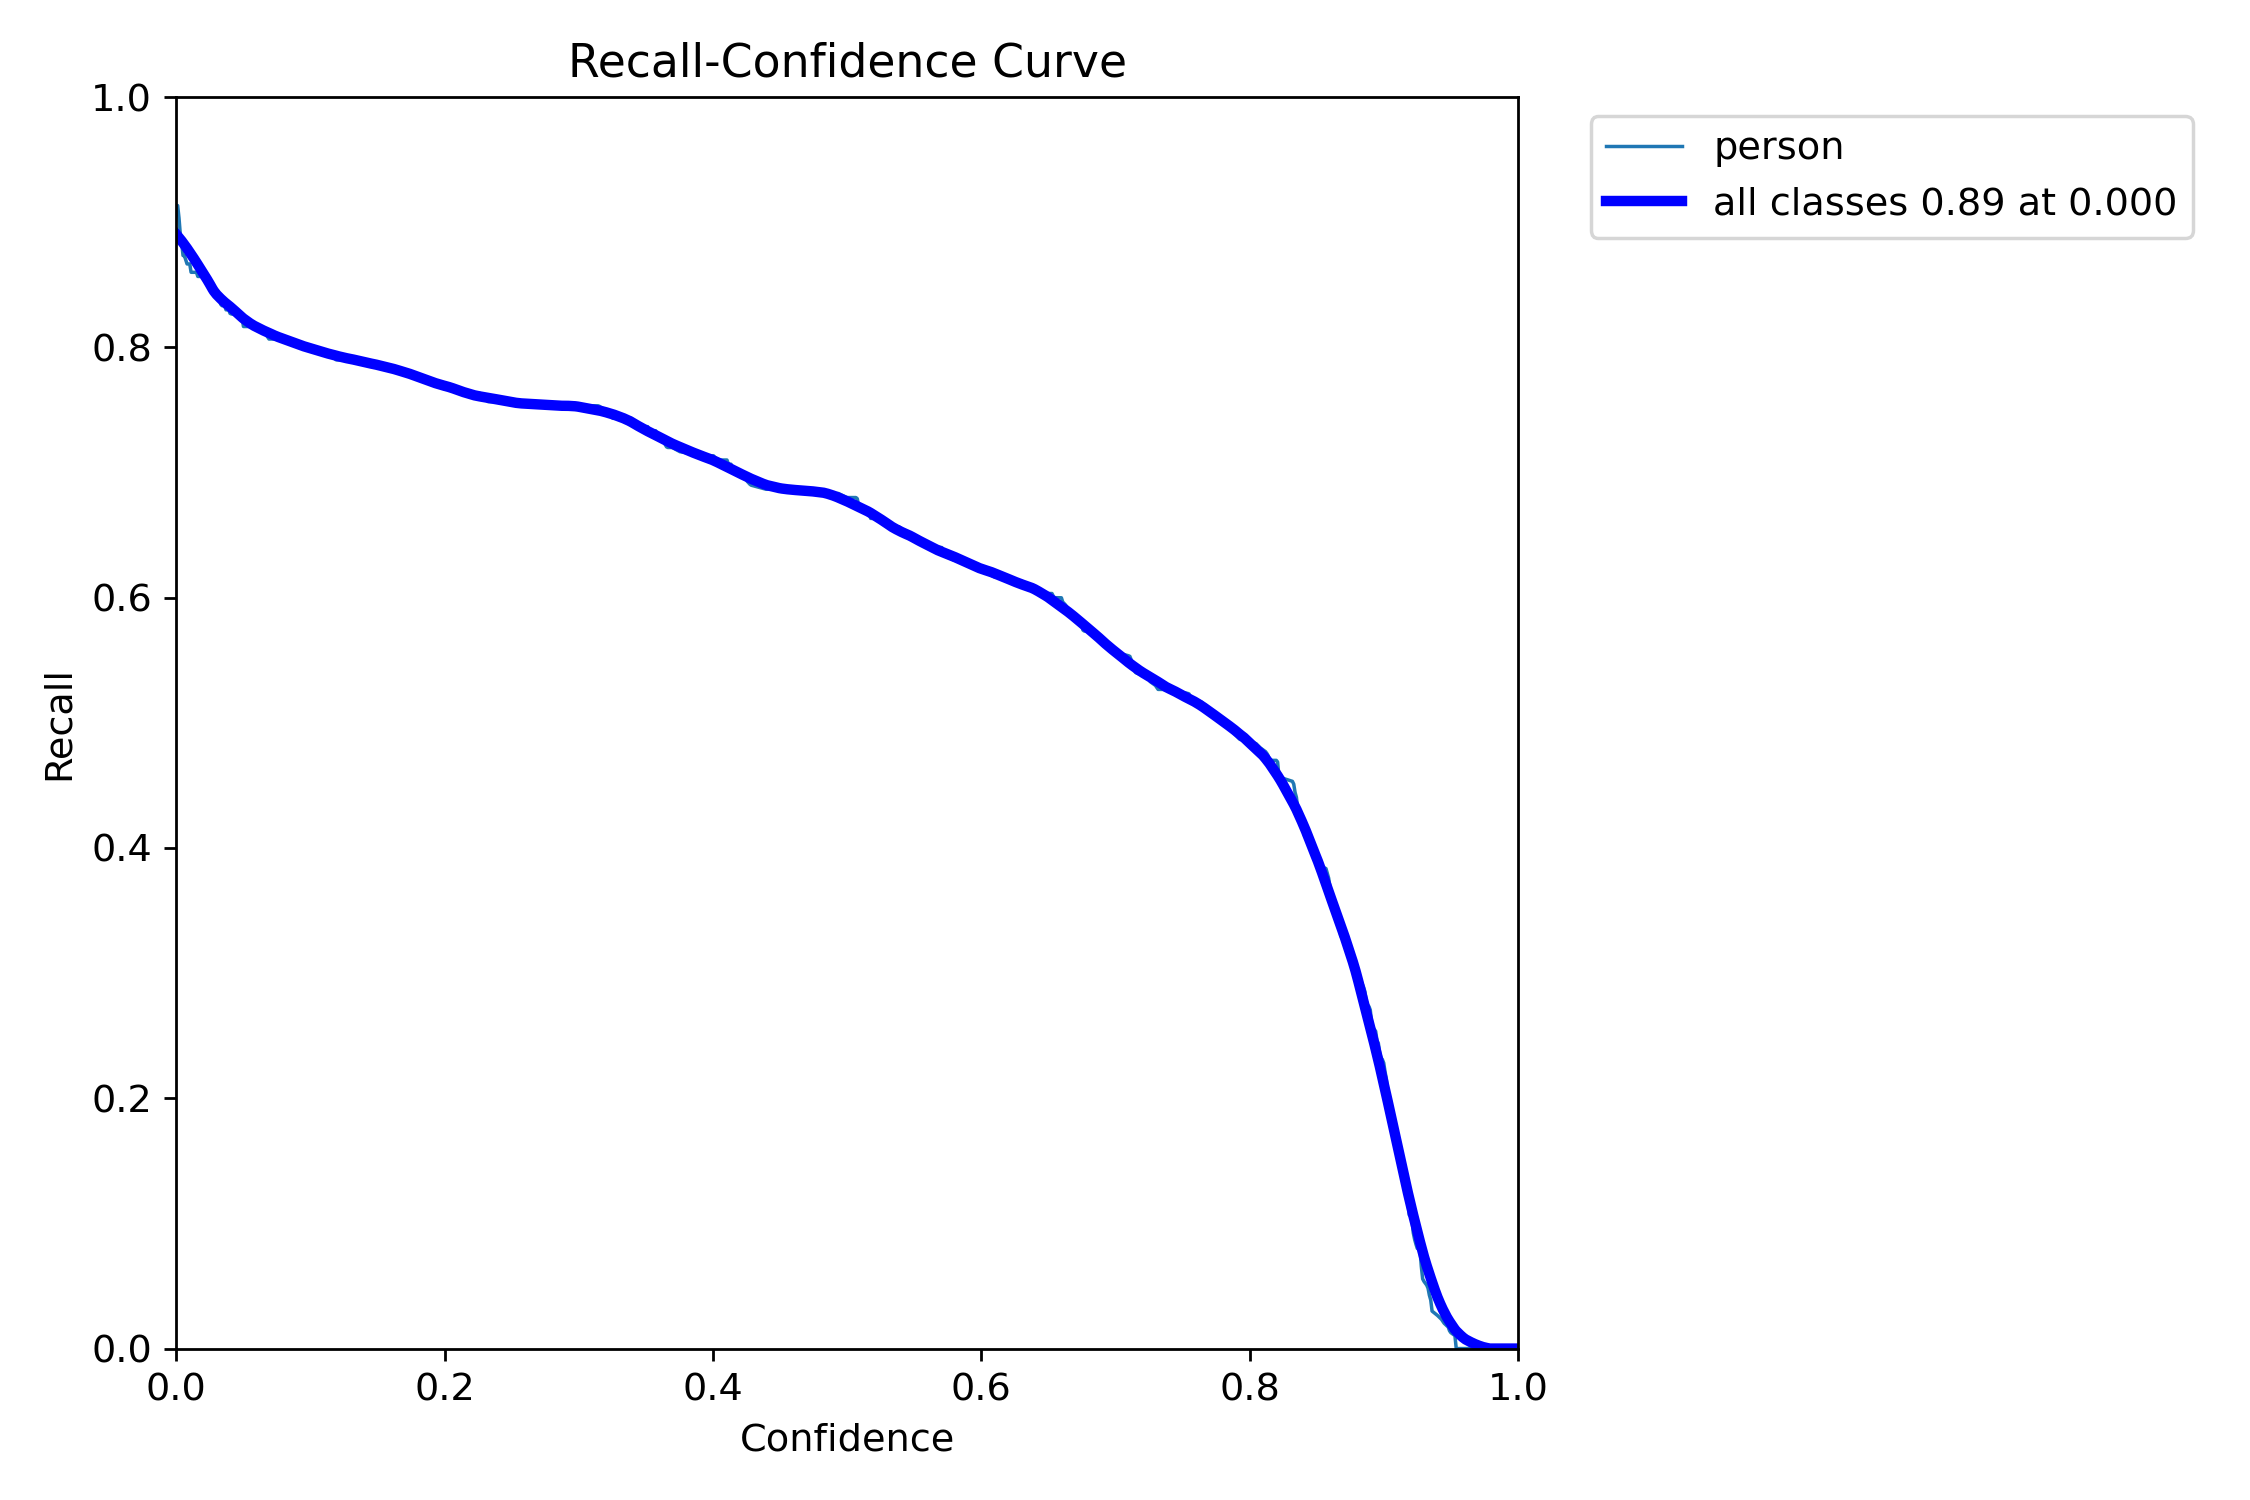 Recall-Confidence Curve
1.0
0.8
0.6
0.4
0.2
0.0
Recall
0.0 0.2 0.4 0.6 0.8 1.0
Confidence
person
all classes 0.89 at 0.000